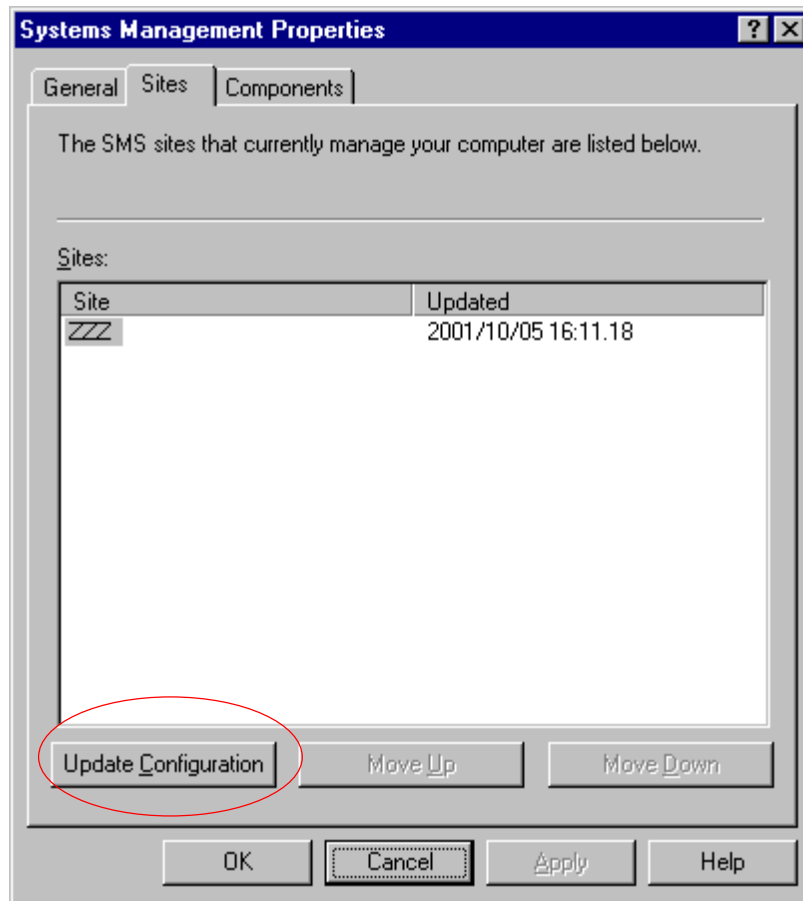 Systems Management Properties
General Sites Components
The SMS sites that currently manage your computer are listed below.
Sites:
Site Updated
ZZZ 2001/10/05 16:11.18
Update Configuration Move Up Move Down
OK Cancel Apply Help